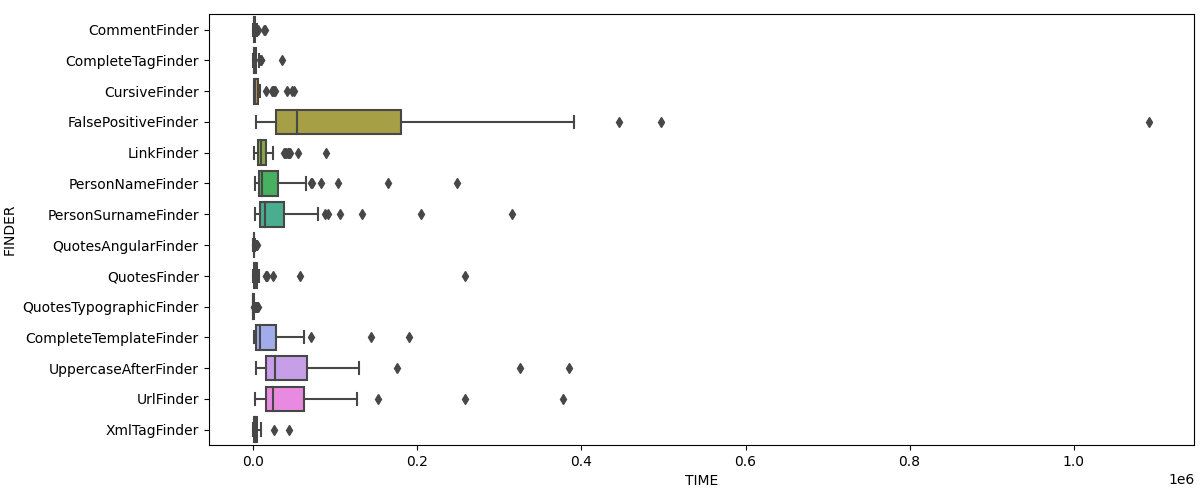 CommentFinder
CompleteTagFinder
CursiveFinder
FalsePositiveFinder
LinkFinder
PersonNameFinder
PersonSurnameFinder
QuotesAngularFinder
QuotesFinder
QuotesTypographicFinder
CompleteTemplateFinder
UppercaseAfterFinder
UrlFinder
XmlTagFinder
FINDER
0.0 0.2 0.4 0.6 0.8 1.0
TIME
1e6